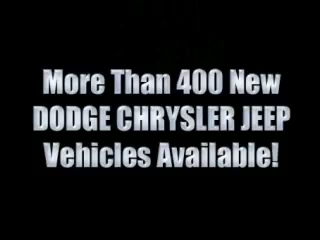 More Than 400 New
DODGE CHRYSLER JEEP
Vehicles Available!